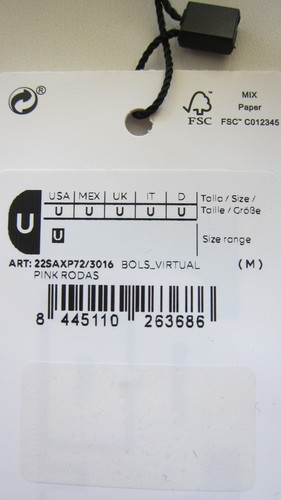 ®
MIX
Paper
FSC™ C012345
FSC
USA MEX UK IT D
U U U U U
Talla / Size /
Taille / Größe
U
U
Size range
ART: 22SAXP72/3016 BOLS_VIRTUAL (M)
PINK RODAS
8 445110 263686